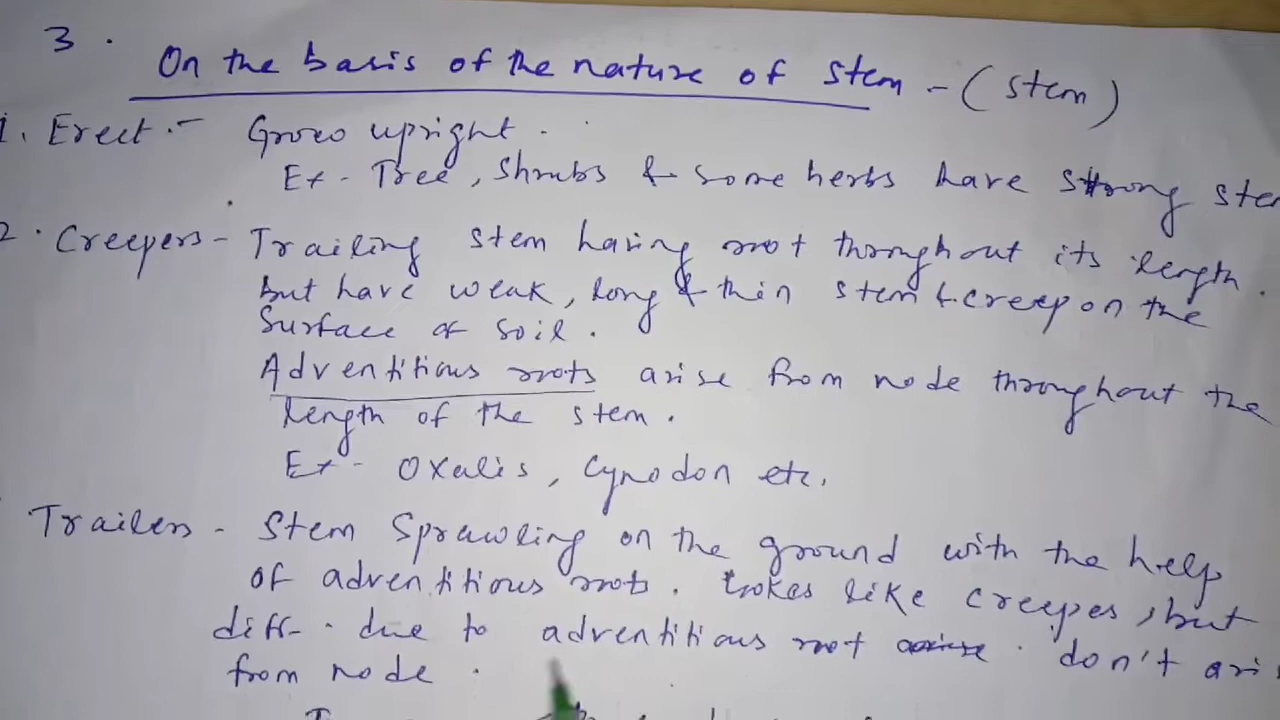 3. On the basis of the nature of stem - (stem)
1. Erect :- Grow upright.
Ex - Tree, Shrubs & some herbs have strong ste
2. Creepers - Trailing stem having root throughout its length.
but have weak, long & thin stem & creep on the
Surface of soil.
Adventitious roots arise from node throughout the
length of the stem.
Ex - Oxalis, Cynodon etc.
Trailers - Stem Sprawling on the ground with the help
of adventitious roots. Lookes like creepes, but
diff. due to adventitious root don't ari
from node.